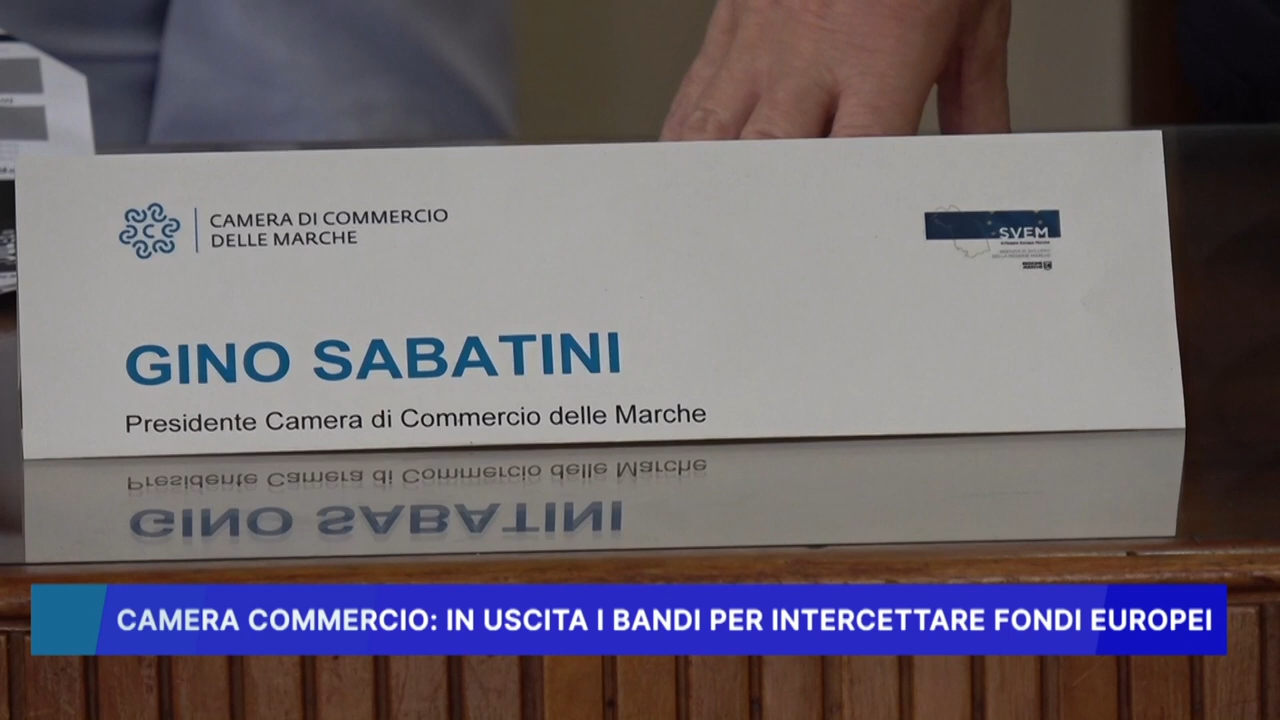 CAMERA DI COMMERCIO
DELLE MARCHE
SVEM
GINO SABATINI
Presidente Camera di Commercio delle Marche
CAMERA COMMERCIO: IN USCITA I BANDI PER INTERCETTARE FONDI EUROPEI